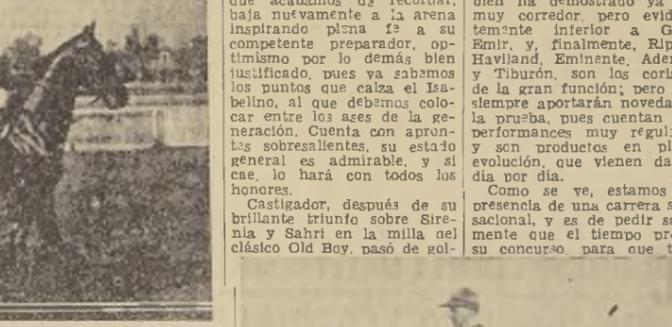 que acabamos de recordar,
baja nuevamente a la arena
inspirando plena fe a su
competente preparador, op-
timismo por lo demás bien
justificado, pues ya sabemos
los puntos que calza el Isa-
belino, al que debemos colo-
car entre los ases de la ge-
neración. Cuenta con apron-
tes sobresalientes, su estado
general es admirable, y si
cae, lo hará con todos los
honores.
Castigador, después de su
brillante triunfo sobre Sire-
nia y Sahri en la milla del
clásico Old Boy, pasó de gol-
bien ha demostrado ya
muy corredor, pero evid
temente inferior a G
Emir, y, finalmente,
Haviland, Eminente, Ade
y Tiburón, son los
de la gran función; pero
siempre aportarán noveda
la prueba, pues cuentan
performances muy regul
y son productos en pl
evolución, que vienen da
día por día.
Como se ve, estamos
presencia de una carrera s
sacional, y es de pedir
mente que el tiempo pr
su concurso, para que t